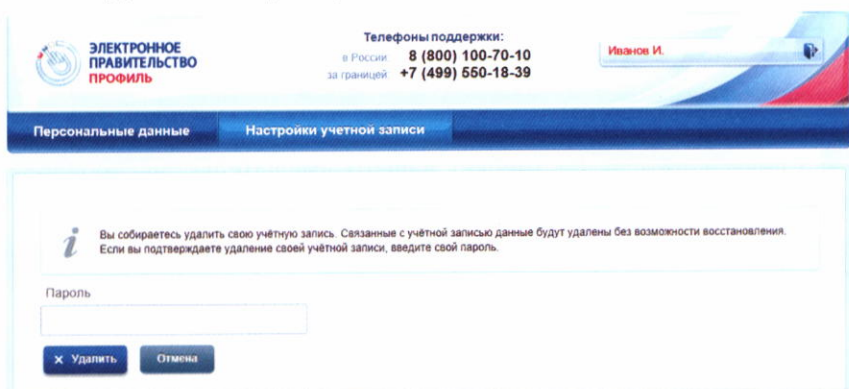 ЭЛЕКТРОННОЕ
ПРАВИТЕЛЬСТВО
ПРОФИЛЬ
Телефоны поддержки:
в России 8 (800) 100-70-10
за границей +7 (499) 550-18-39
Иванов И.
Персональные данные Настройки учетной записи
Вы собираетесь удалить свою учётную запись. Связанные с учётной записью данные будут удалены без возможности восстановления.
Если вы подтверждаете удаление своей учётной записи, введите свой пароль.
Пароль
× Удалить Отмена